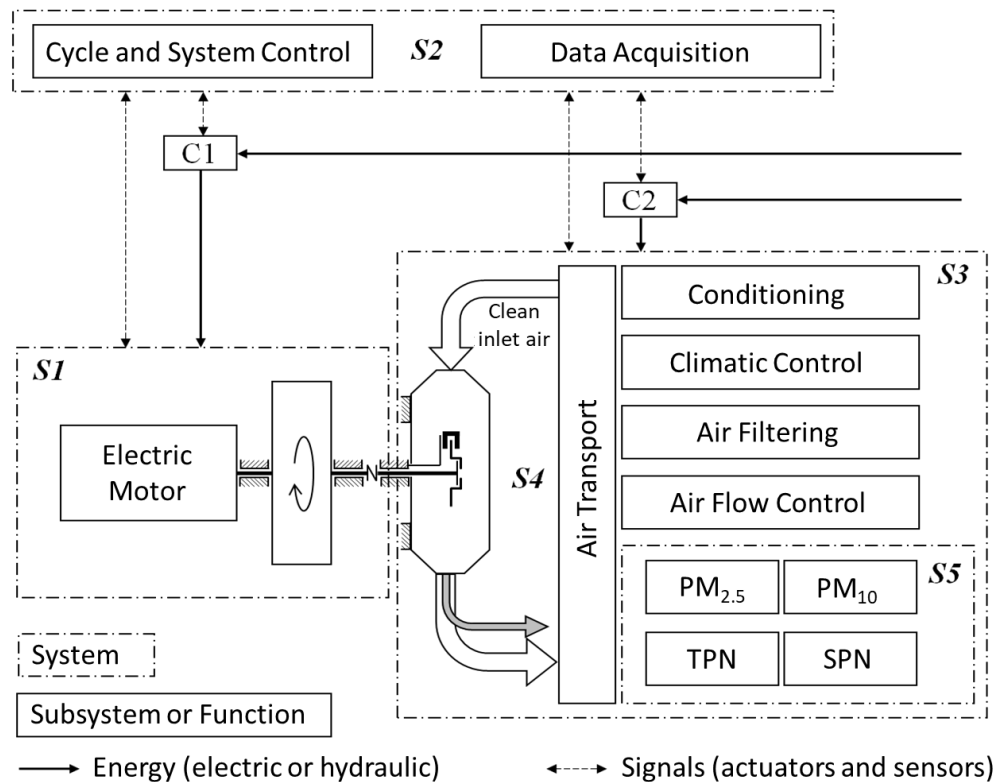 Cycle and System Control
S2
Data Acquisition
C1
C2
S3
Conditioning
Clean
inlet air
S1
Climatic Control
Electric
Motor
S4
Air Transport
Air Filtering
Air Flow Control
S5
PM2.5
PM10
TPN
SPN
System
Subsystem or Function
Energy (electric or hydraulic)
Signals (actuators and sensors)